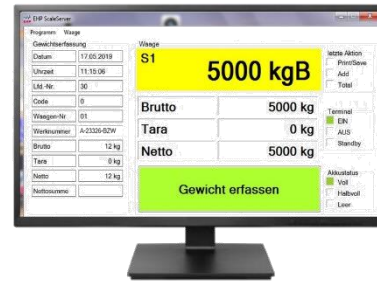 EHP ScaleServer
Programm Waage
Gewichtserfassung
Datum 17.05.2019
Uhrzeit 11:15:06
Lfd.-Nr. 30
Code 0
Waagen-Nr 01
Werknummer A-23326-BZW
Brutto 12 kg
Tara 0 kg
Netto 12 kg
Nettosumme
Waage
S1
5000 kgB
Brutto 5000 kg
Tara 0 kg
Netto 5000 kg
Gewicht erfassen
letzte Aktion
Print/Save
Add
Total
Terminal
EIN
AUS
Standby
Akkustatus
Voll
Halbvoll
Leer